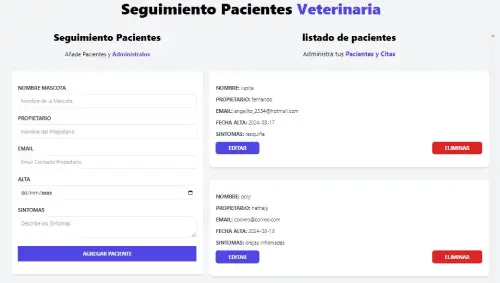 Seguimiento Pacientes Veterinaria
Seguimiento Pacientes
Añade Pacientes y Administralos
NOMBRE MASCOTA
Nombre de la Mascota
PROPIETARIO
Nombre del Propietario
EMAIL
Email Contacto Propietario
ALTA
dd/mm/aaaa
SINTOMAS
Describe los Sintomas
AGREGAR PACIENTE
listado de pacientes
Administra tus Pacientes y Citas
NOMBRE: lupita
PROPIETARIO: fernando
EMAIL: angelito_2334@hotmail.com
FECHA ALTA: 2024-03-17
SINTOMAS: rasquiña
EDITAR
ELIMINAR
NOMBRE: pory
PROPIETARIO: nathaly
EMAIL: correo@correo.com
FECHA ALTA: 2024-03-13
SINTOMAS: orejas inflamadas
EDITAR
ELIMINAR